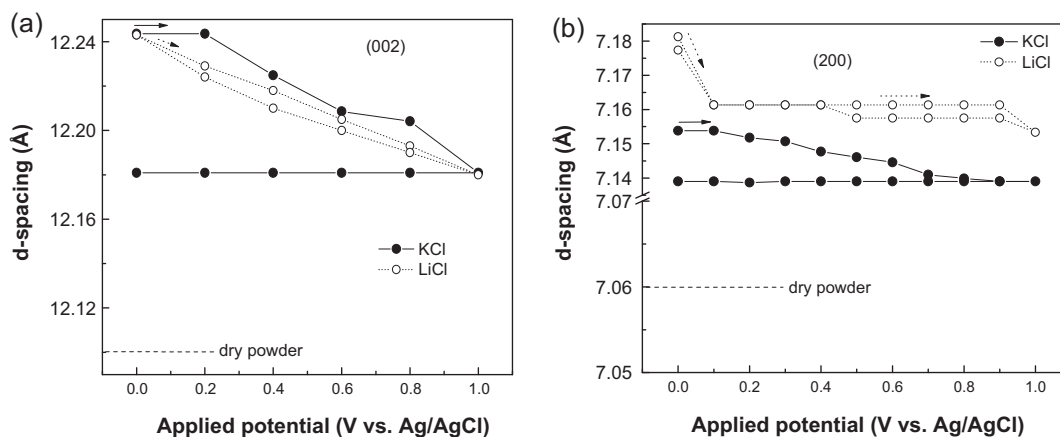 (a)
(002)
12.24
12.20
12.16
12.12
d-spacing (Å)
KCl
LiCl
dry powder
0.0 0.2 0.4 0.6 0.8 1.0
Applied potential (V vs. Ag/AgCl)
(b)
(200)
KCl
LiCl
7.18
7.17
7.16
7.15
7.14
7.07
7.06
7.05
d-spacing (Å)
dry powder
0.0 0.2 0.4 0.6 0.8 1.0
Applied potential (V vs. Ag/AgCl)